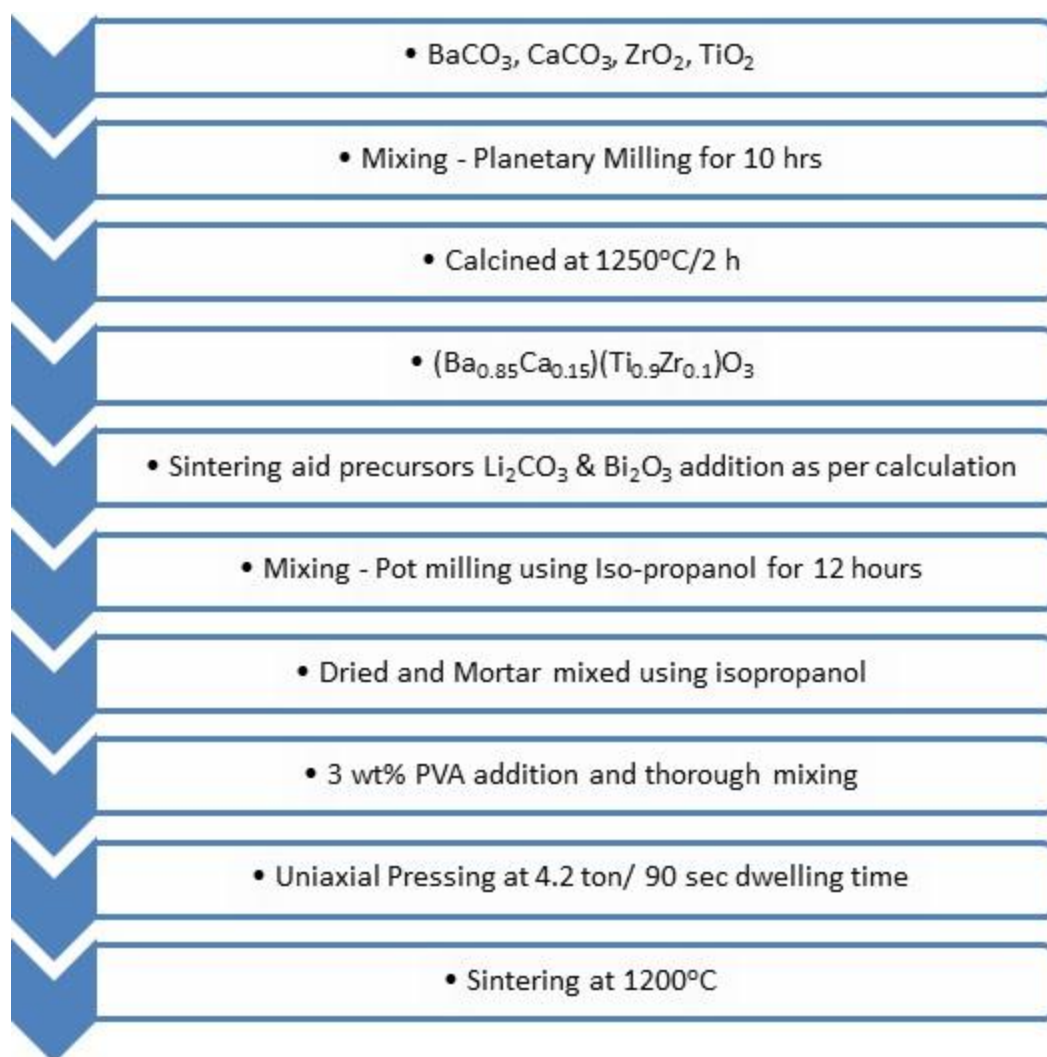 • BaCO₃, CaCO₃, ZrO₂, TiO₂
• Mixing - Planetary Milling for 10 hrs
• Calcined at 1250°C/2 h
• (Ba₀.₈₅Ca₀.₁₅)(Ti₀.₉Zr₀.₁)O₃
• Sintering aid precursors Li₂CO₃ & Bi₂O₃ addition as per calculation
• Mixing - Pot milling using Iso-propanol for 12 hours
• Dried and Mortar mixed using isopropanol
• 3 wt% PVA addition and thorough mixing
• Uniaxial Pressing at 4.2 ton/ 90 sec dwelling time
• Sintering at 1200°C